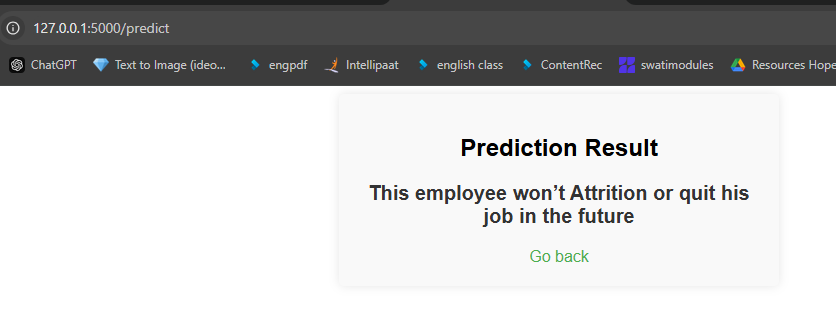 127.0.0.1:5000/predict
ChatGPT Text to Image (ideo... engpdf Intellipaat english class ContentRec swatimodules Resources Hope
Prediction Result
This employee won’t Attrition or quit his
job in the future
Go back